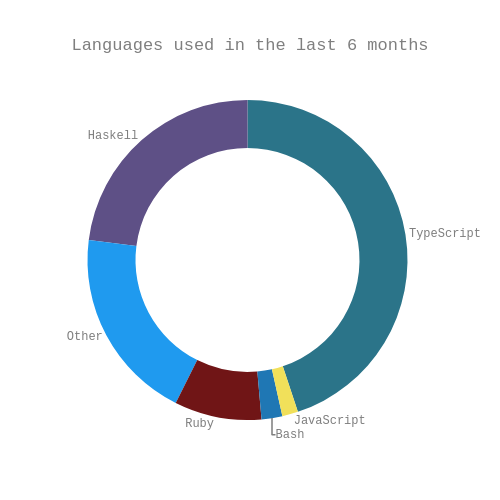 Languages used in the last 6 months
Haskell
TypeScript
Other
JavaScript
Ruby
Bash